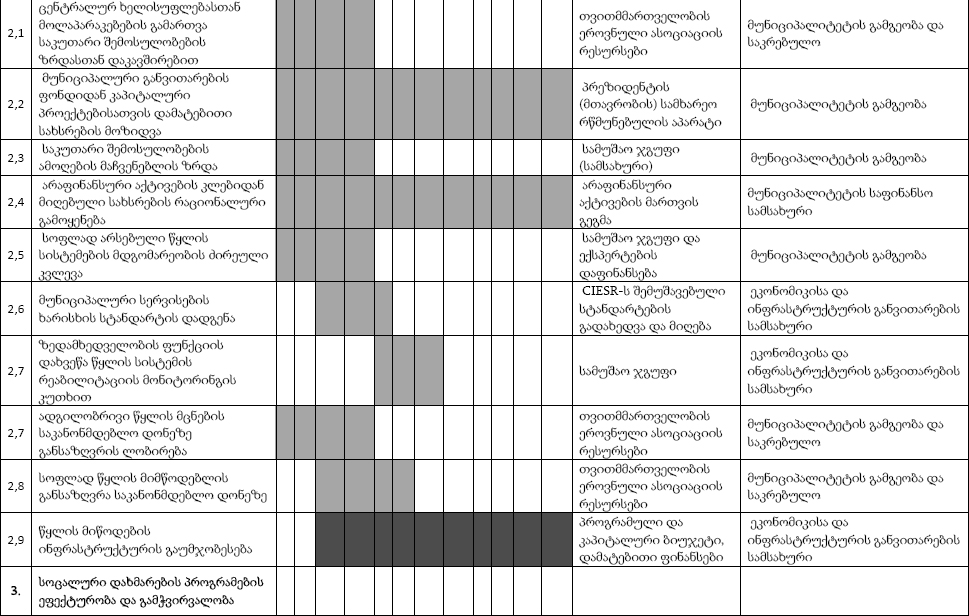 2,1
ცენტრალურ ხელისუფლებასთან
მოლაპარაკებების გამართვა
საკუთარი შემოსულობების
ზრდასთან დაკავშირებით
თვითმმართველობის
ეროვნული ასოციაციის
რესურსები
მუნიციპალიტეტის გამგეობა და
საკრებულო
2,2
მუნიციპალური განვითარების
ფონდიდან კაპიტალური
პროექტებისათვის დამატებითი
სახსრების მოზიდვა
პრეზიდენტის
(მთავრობის) სამხარეო
რწმუნებულის აპარატი
მუნიციპალიტეტის გამგეობა
2,3
საკუთარი შემოსულობების
ამოღების მაჩვენებლის ზრდა
სამუშაო ჯგუფი
(სამსახური)
მუნიციპალიტეტის გამგეობა
2,4
არაფინანსური აქტივების კლებიდან
მიღებული სახსრების რაციონალური
გამოყენება
არაფინანსური
აქტივების მართვის
გეგმა
მუნიციპალიტეტის საფინანსო
სამსახური
2,5
სოფლად არსებული წყლის
სისტემების მდგომარეობის ძირეული
კვლევა
სამუშაო ჯგუფი და
ექსპერტების
დაფინანსება
მუნიციპალიტეტის გამგეობა
2,6
მუნიციპალური სერვისების
ხარისხის სტანდარტის დადგენა
CIESR-ს შემუშავებული
სტანდარტების
გადახედვა და მიღება
ეკონომიკისა და
ინფრასტრუქტურის განვითარების
სამსახური
2,7
ზედამხედველობის ფუნქციის
დახვეწა წყლის სისტემის
რეაბილიტაციის მონიტორინგის
კუთხით
სამუშაო ჯგუფი
ეკონომიკისა და
ინფრასტრუქტურის განვითარების
სამსახური
2,7
ადგილობრივი წყლის მცნების
საკანონმდებლო დონეზე
განსაზღვრის ლობირება
თვითმმართველობის
ეროვნული ასოციაციის
რესურსები
მუნიციპალიტეტის გამგეობა და
საკრებულო
2,8
სოფლად წყლის მიმწოდებლის
განსაზღვრა საკანონმდებლო დონეზე
თვითმმართველობის
ეროვნული ასოციაციის
რესურსები
მუნიციპალიტეტის გამგეობა და
საკრებულო
2,9
წყლის მიწოდების
ინფრასტრუქტურის გაუმჯობესება
პროგრამული და
კაპიტალური ბიუჯეტი,
დამატებითი ფინანსები
ეკონომიკისა და
ინფრასტრუქტურის განვითარების
სამსახური
3.
სოცალური დახმარების პროგრამების
ეფექტურობა და გამჭვირვალობა